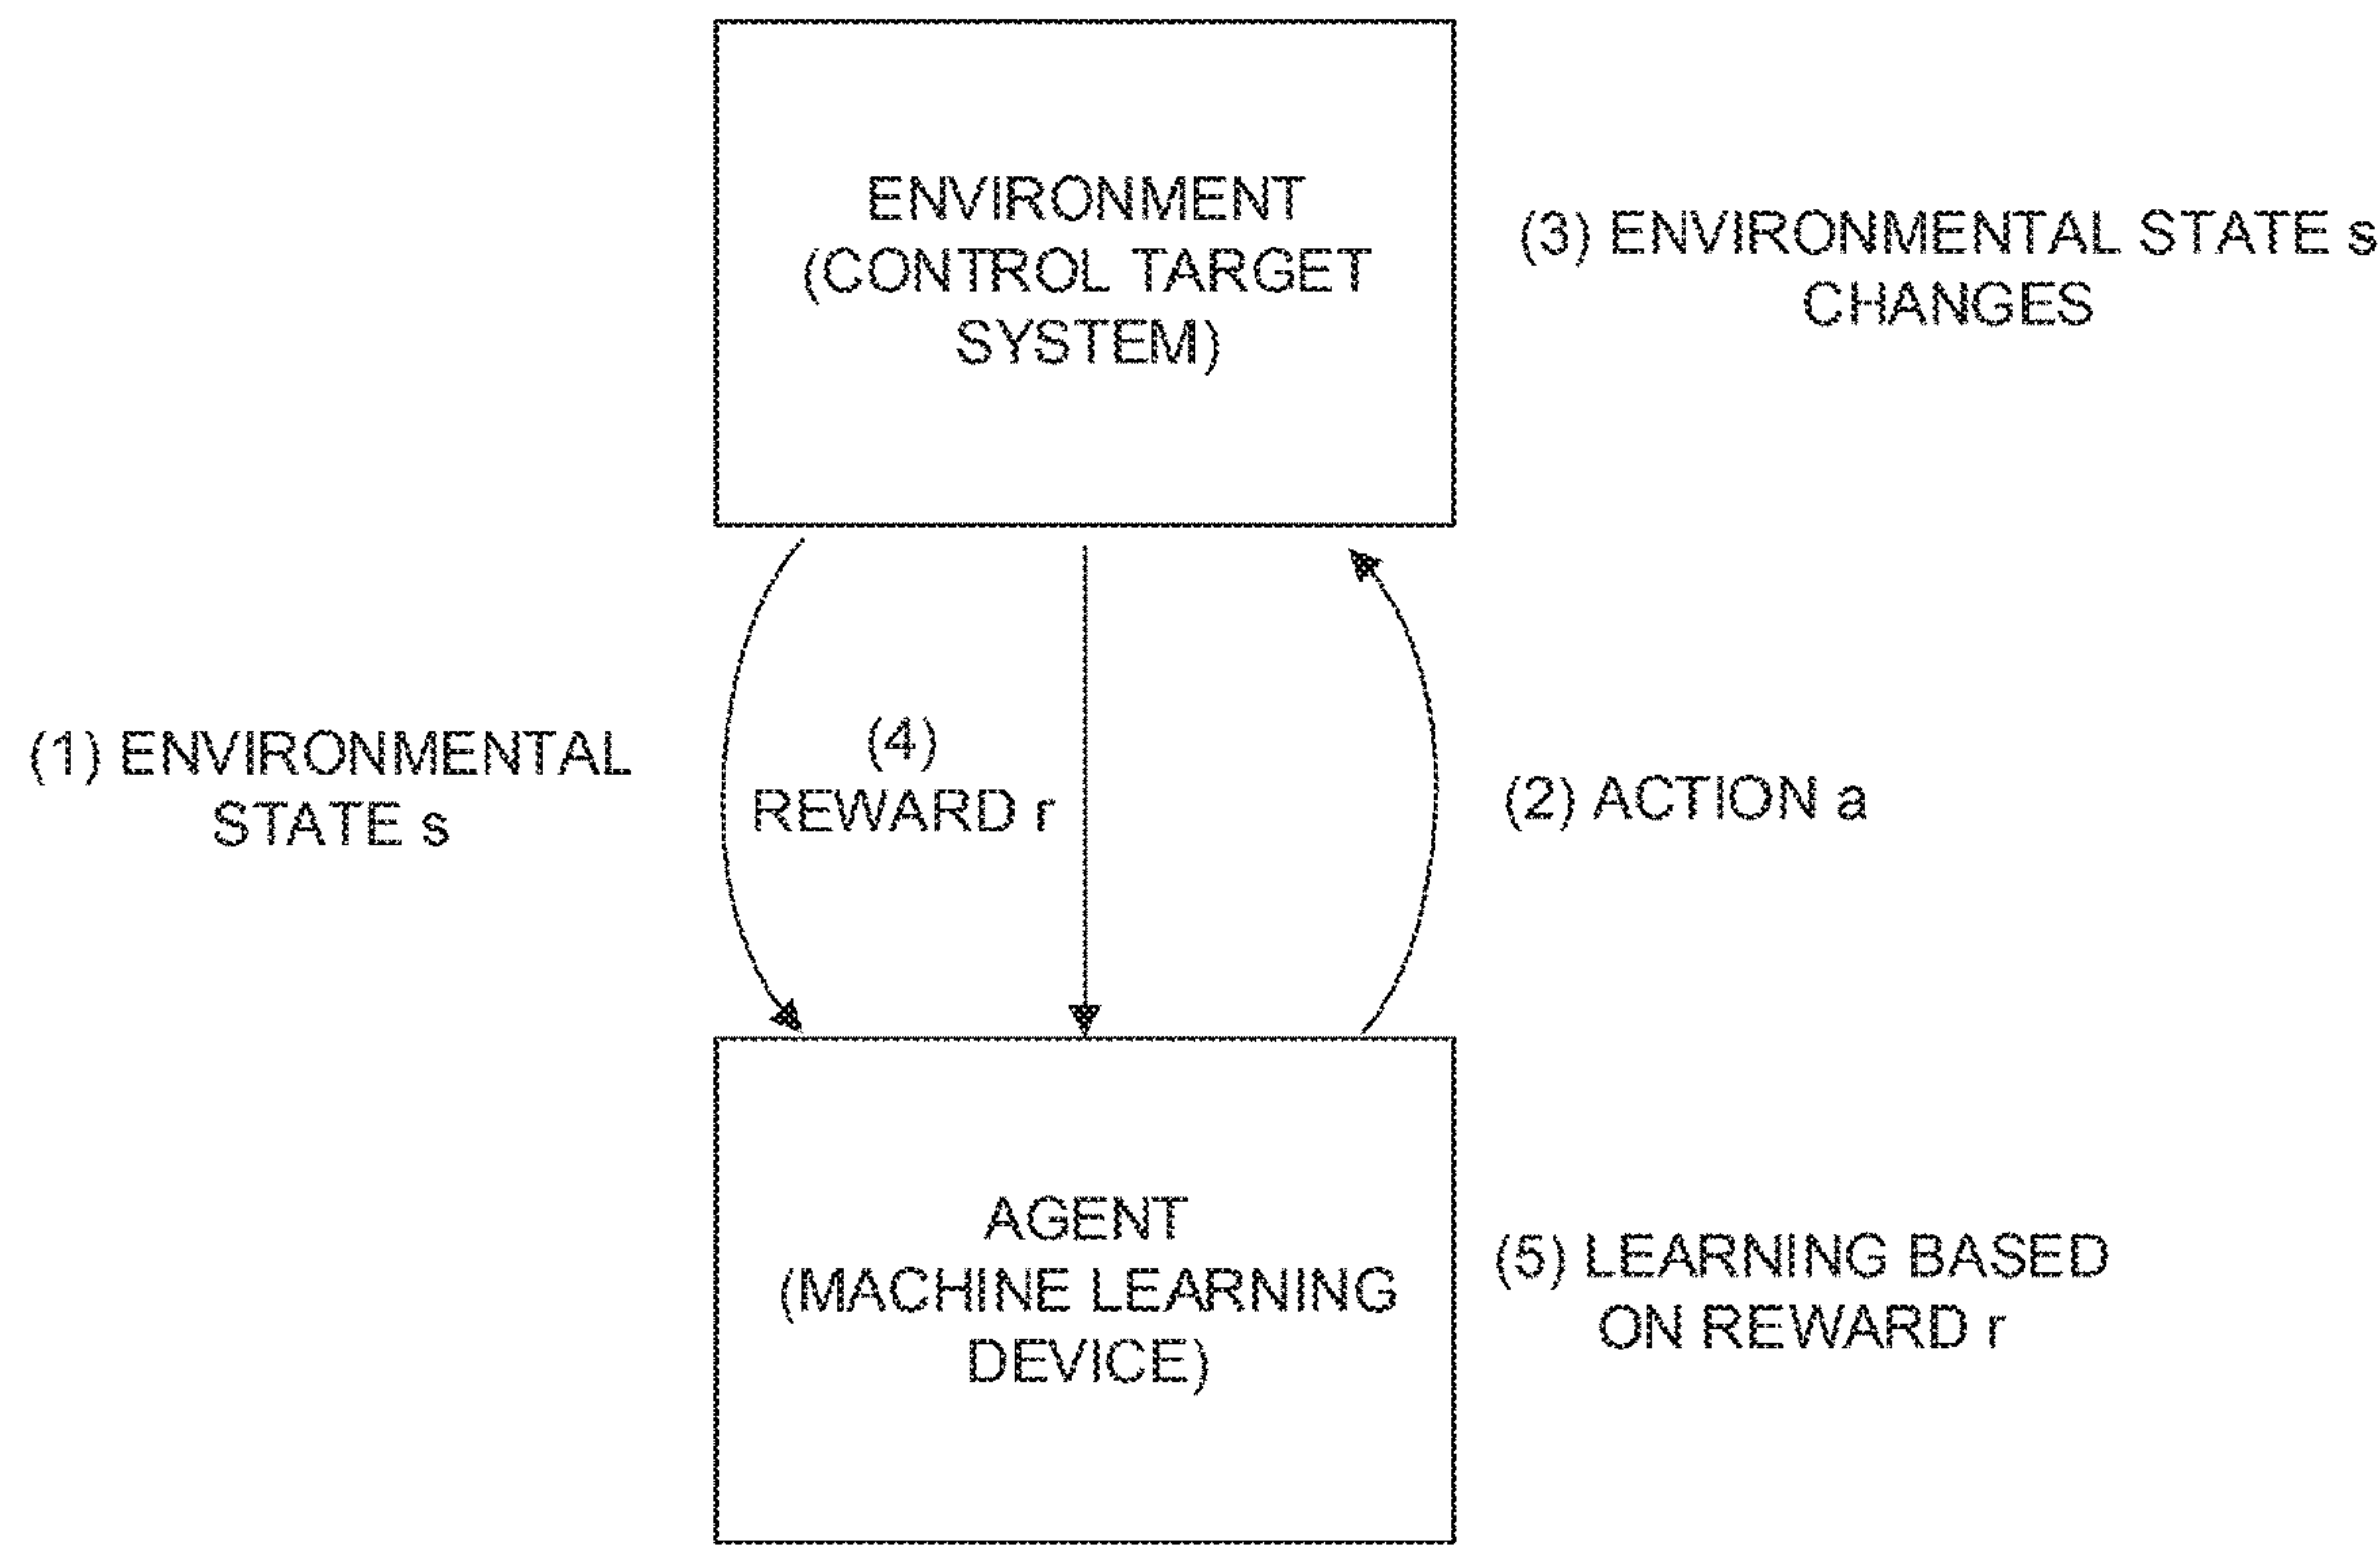 ENVIRONMENT
(CONTROL TARGET
SYSTEM)
(3) ENVIRONMENTAL STATE s
CHANGES
(1) ENVIRONMENTAL
STATE s
(4)
REWARD r
(2) ACTION a
AGENT
(MACHINE LEARNING
DEVICE)
(5) LEARNING BASED
ON REWARD r